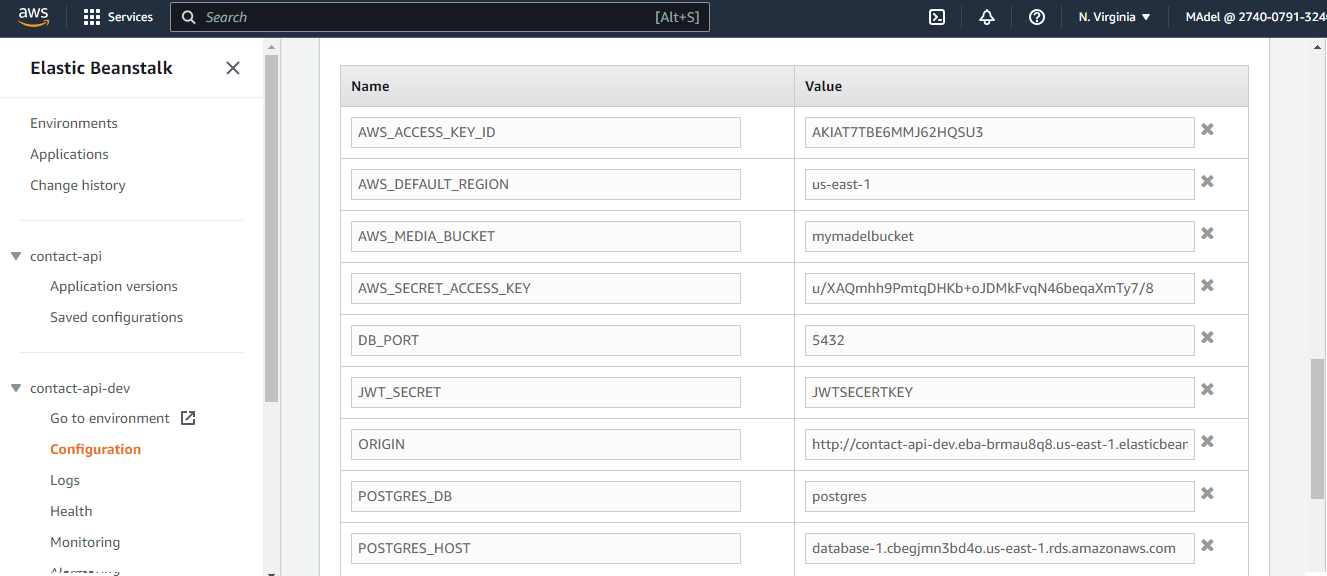 aws
Services
Search
[Alt+S]
N. Virginia
MAdel @ 2740-0791-324
Elastic Beanstalk
Environments
Applications
Change history
contact-api
Application versions
Saved configurations
contact-api-dev
Go to environment
Configuration
Logs
Health
Monitoring
Name Value
AWS_ACCESS_KEY_ID AKIAT7TBE6MMJ62HQSU3
AWS_DEFAULT_REGION us-east-1
AWS_MEDIA_BUCKET mymadelbucket
AWS_SECRET_ACCESS_KEY u/XAQmhh9PmtqDHKb+oJDMkFvqN46beqaXmTy7/8
DB_PORT 5432
JWT_SECRET JWTSECERTKEY
ORIGIN http://contact-api-dev.eba-brmau8q8.us-east-1.elasticbean
POSTGRES_DB postgres
POSTGRES_HOST database-1.cbegjmn3bd4o.us-east-1.rds.amazonaws.com